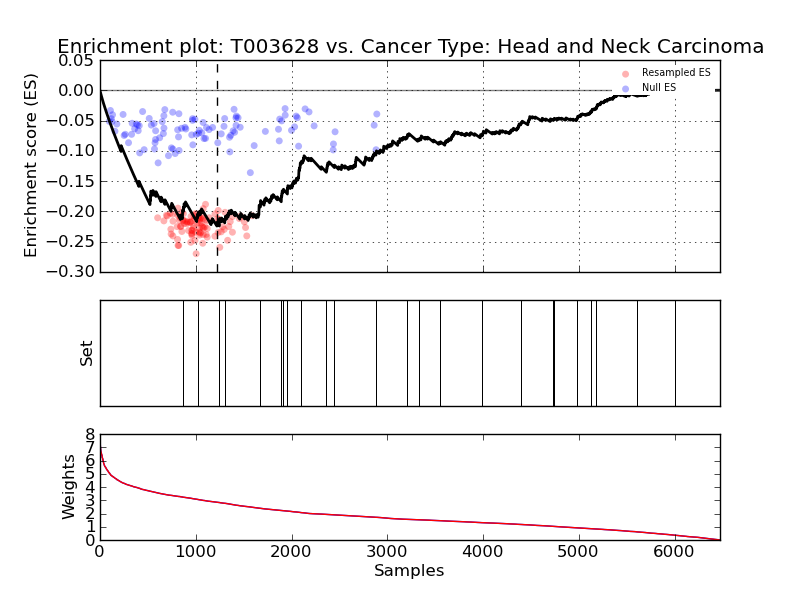 Enrichment plot: T003628 vs. Cancer Type: Head and Neck Carcinoma
0.05
0.00
−0.05
−0.10
−0.15
−0.20
−0.25
−0.30
Enrichment score (ES)
Resampled ES
Null ES
Set
8
7
6
5
4
3
2
1
0
Weights
0 1000 2000 3000 4000 5000 6000
Samples